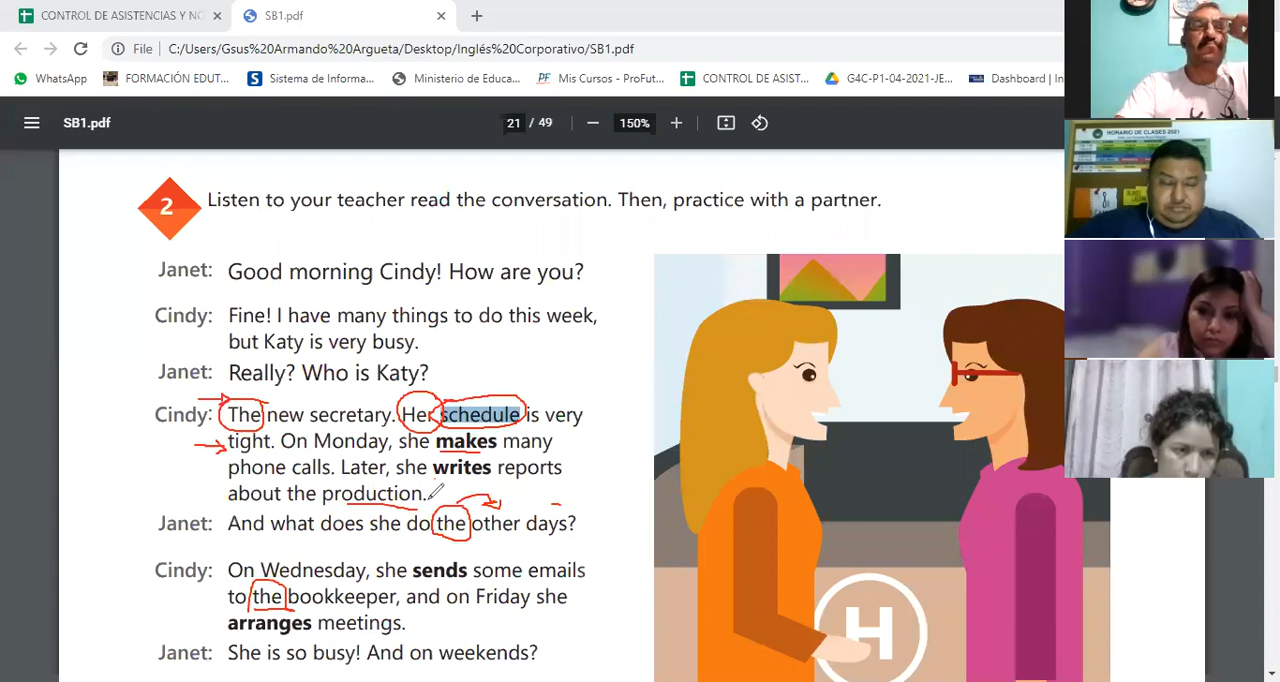 CONTROL DE ASISTENCIAS Y NO
SB1.pdf
File
C:/Users/Gsus%20Armando%20Argueta/Desktop/Inglés%20Corporativo/SB1.pdf
WhatsApp
FORMACIÓN EDUT...
Sistema de Informa...
Ministerio de Educa...
PF Mis Cursos - ProFut...
CONTROL DE ASIST...
G4C-P1-04-2021-JE...
Dashboard | In
SB1.pdf
21 / 49
150%
HORARIO DE CLASES 2021
2
Listen to your teacher read the conversation. Then, practice with a partner.
Janet: Good morning Cindy! How are you?
Cindy: Fine! I have many things to do this week,
but Katy is very busy.
Janet: Really? Who is Katy?
Cindy: The new secretary. Her schedule is very
tight. On Monday, she makes many
phone calls. Later, she writes reports
about the production.
Janet: And what does she do the other days?
Cindy: On Wednesday, she sends some emails
to the bookkeeper, and on Friday she
arranges meetings.
Janet: She is so busy! And on weekends?
H